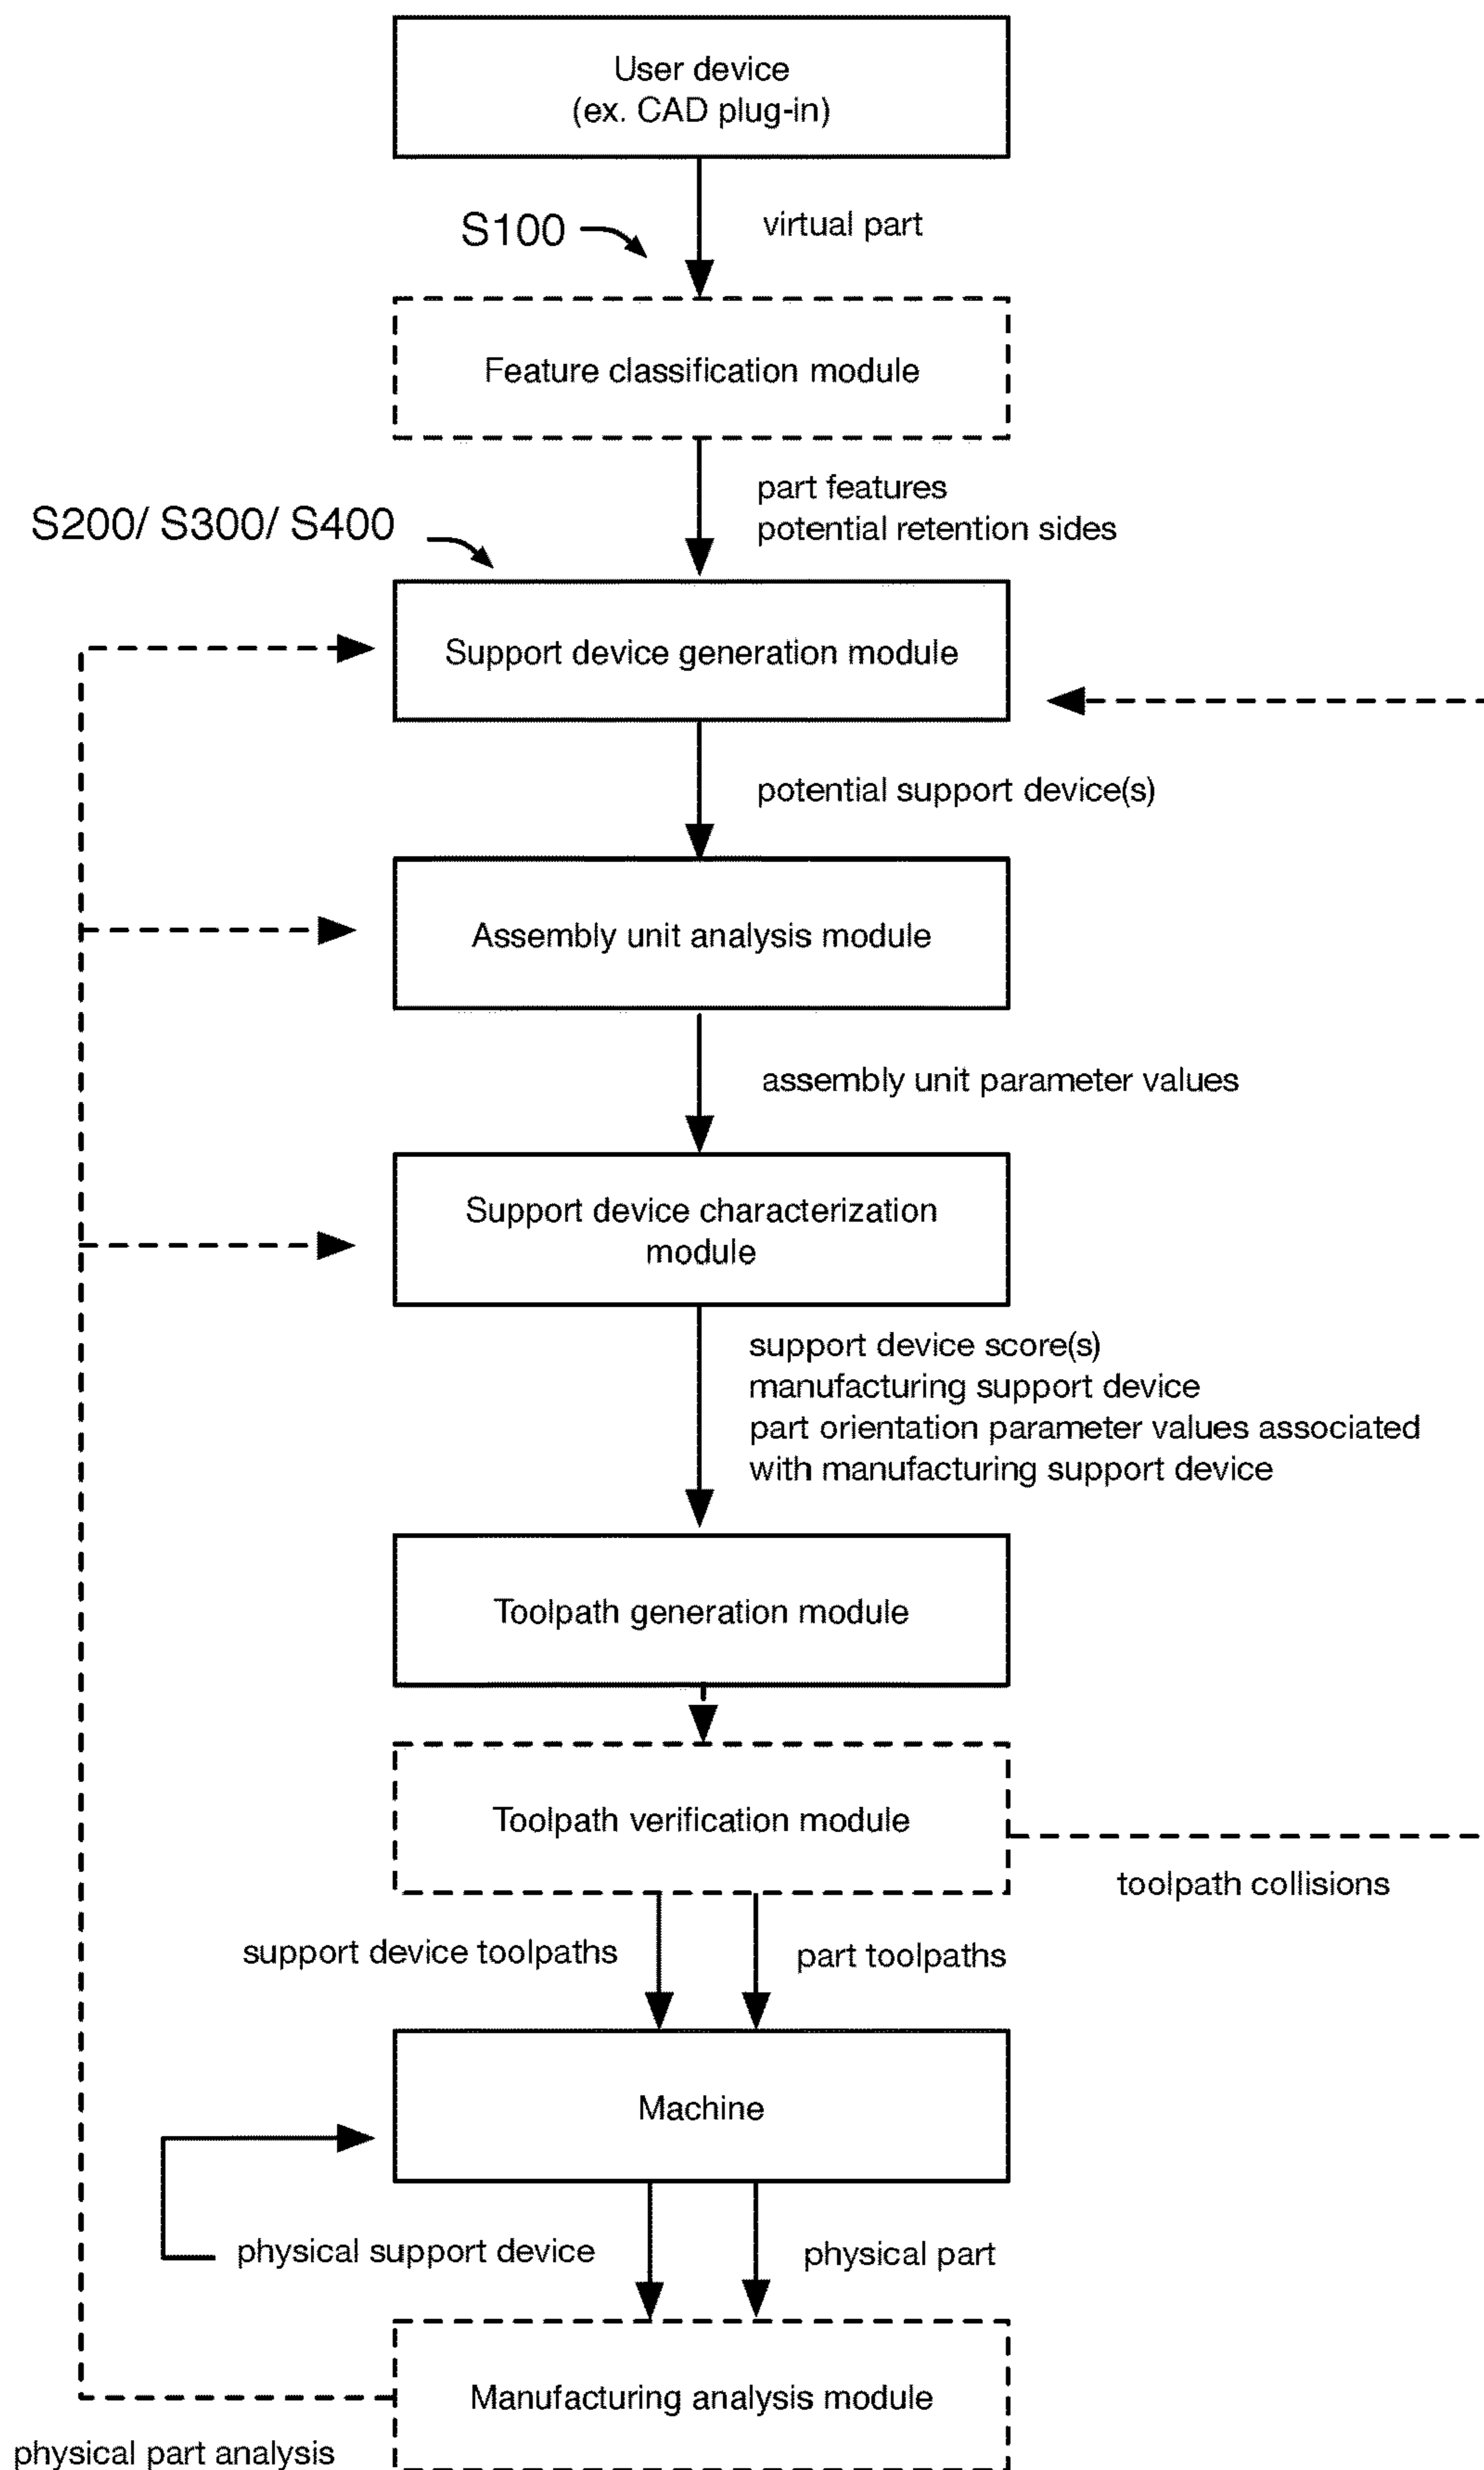 User device
(ex. CAD plug-in)
S100
virtual part
Feature classification module
part features
potential retention sides
S200/ S300/ S400
Support device generation module
potential support device(s)
Assembly unit analysis module
assembly unit parameter values
Support device characterization
module
support device score(s)
manufacturing support device
part orientation parameter values associated
with manufacturing support device
Toolpath generation module
Toolpath verification module
toolpath collisions
support device toolpaths
part toolpaths
Machine
physical support device
physical part
Manufacturing analysis module
physical part analysis